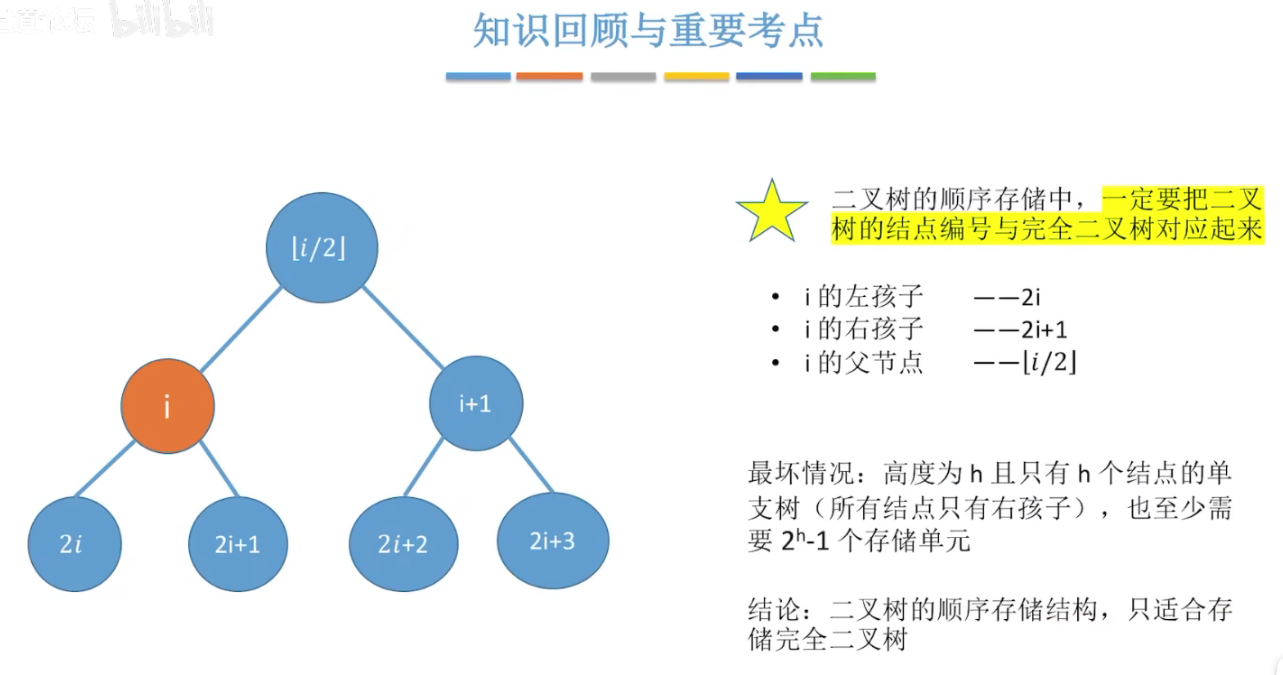 bilibili
知识回顾与重要考点
⌊i/2⌋
i
i+1
2i
2i+1
2i+2
2i+3
二叉树的顺序存储中，一定要把二叉
树的结点编号与完全二叉树对应起来
• i 的左孩子 ——2i
• i 的右孩子 ——2i+1
• i 的父节点 ——⌊i/2⌋
最坏情况：高度为 h 且只有 h 个结点的单
支树（所有结点只有右孩子），也至少需
要 2ʰ-1 个存储单元
结论：二叉树的顺序存储结构，只适合存
储完全二叉树